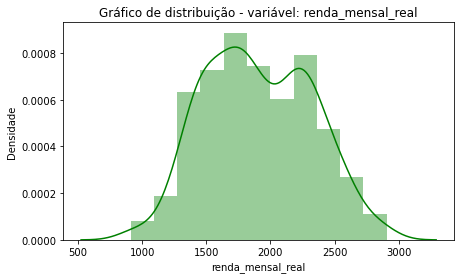 Gráfico de distribuição - variável: renda_mensal_real
Densidade
0.0008
0.0006
0.0004
0.0002
0.0000
500 1000 1500 2000 2500 3000
renda_mensal_real